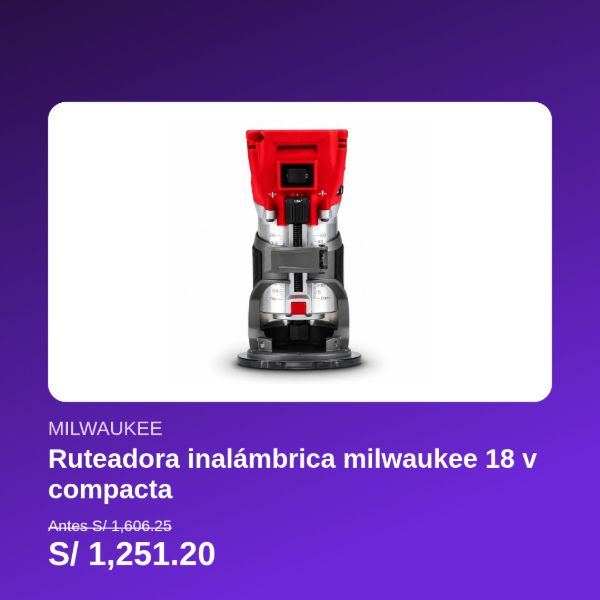 MILWAUKEE
Ruteadora inalámbrica milwaukee 18 v
compacta
Antes S/ 1,606.25
S/ 1,251.20